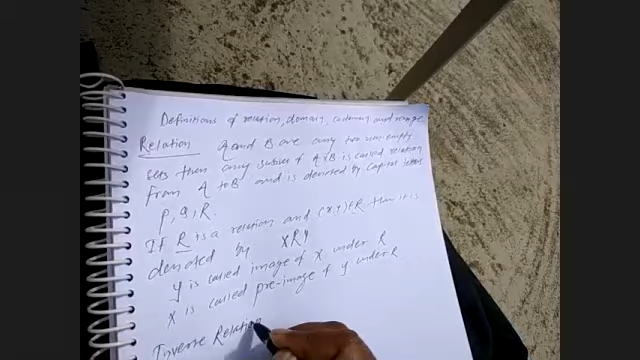 Definitions of relation, domain, codomain and range
Relation A and B are any two non empty
sets then any subset of AXB is called relation
from A to B and is denoted by capital letters
P, Q, R.
If R is a relation and (x,y)ER then it is
denoted by xRy
y is called image of x under R
x is called pre-image of y under R
Inverse Relation